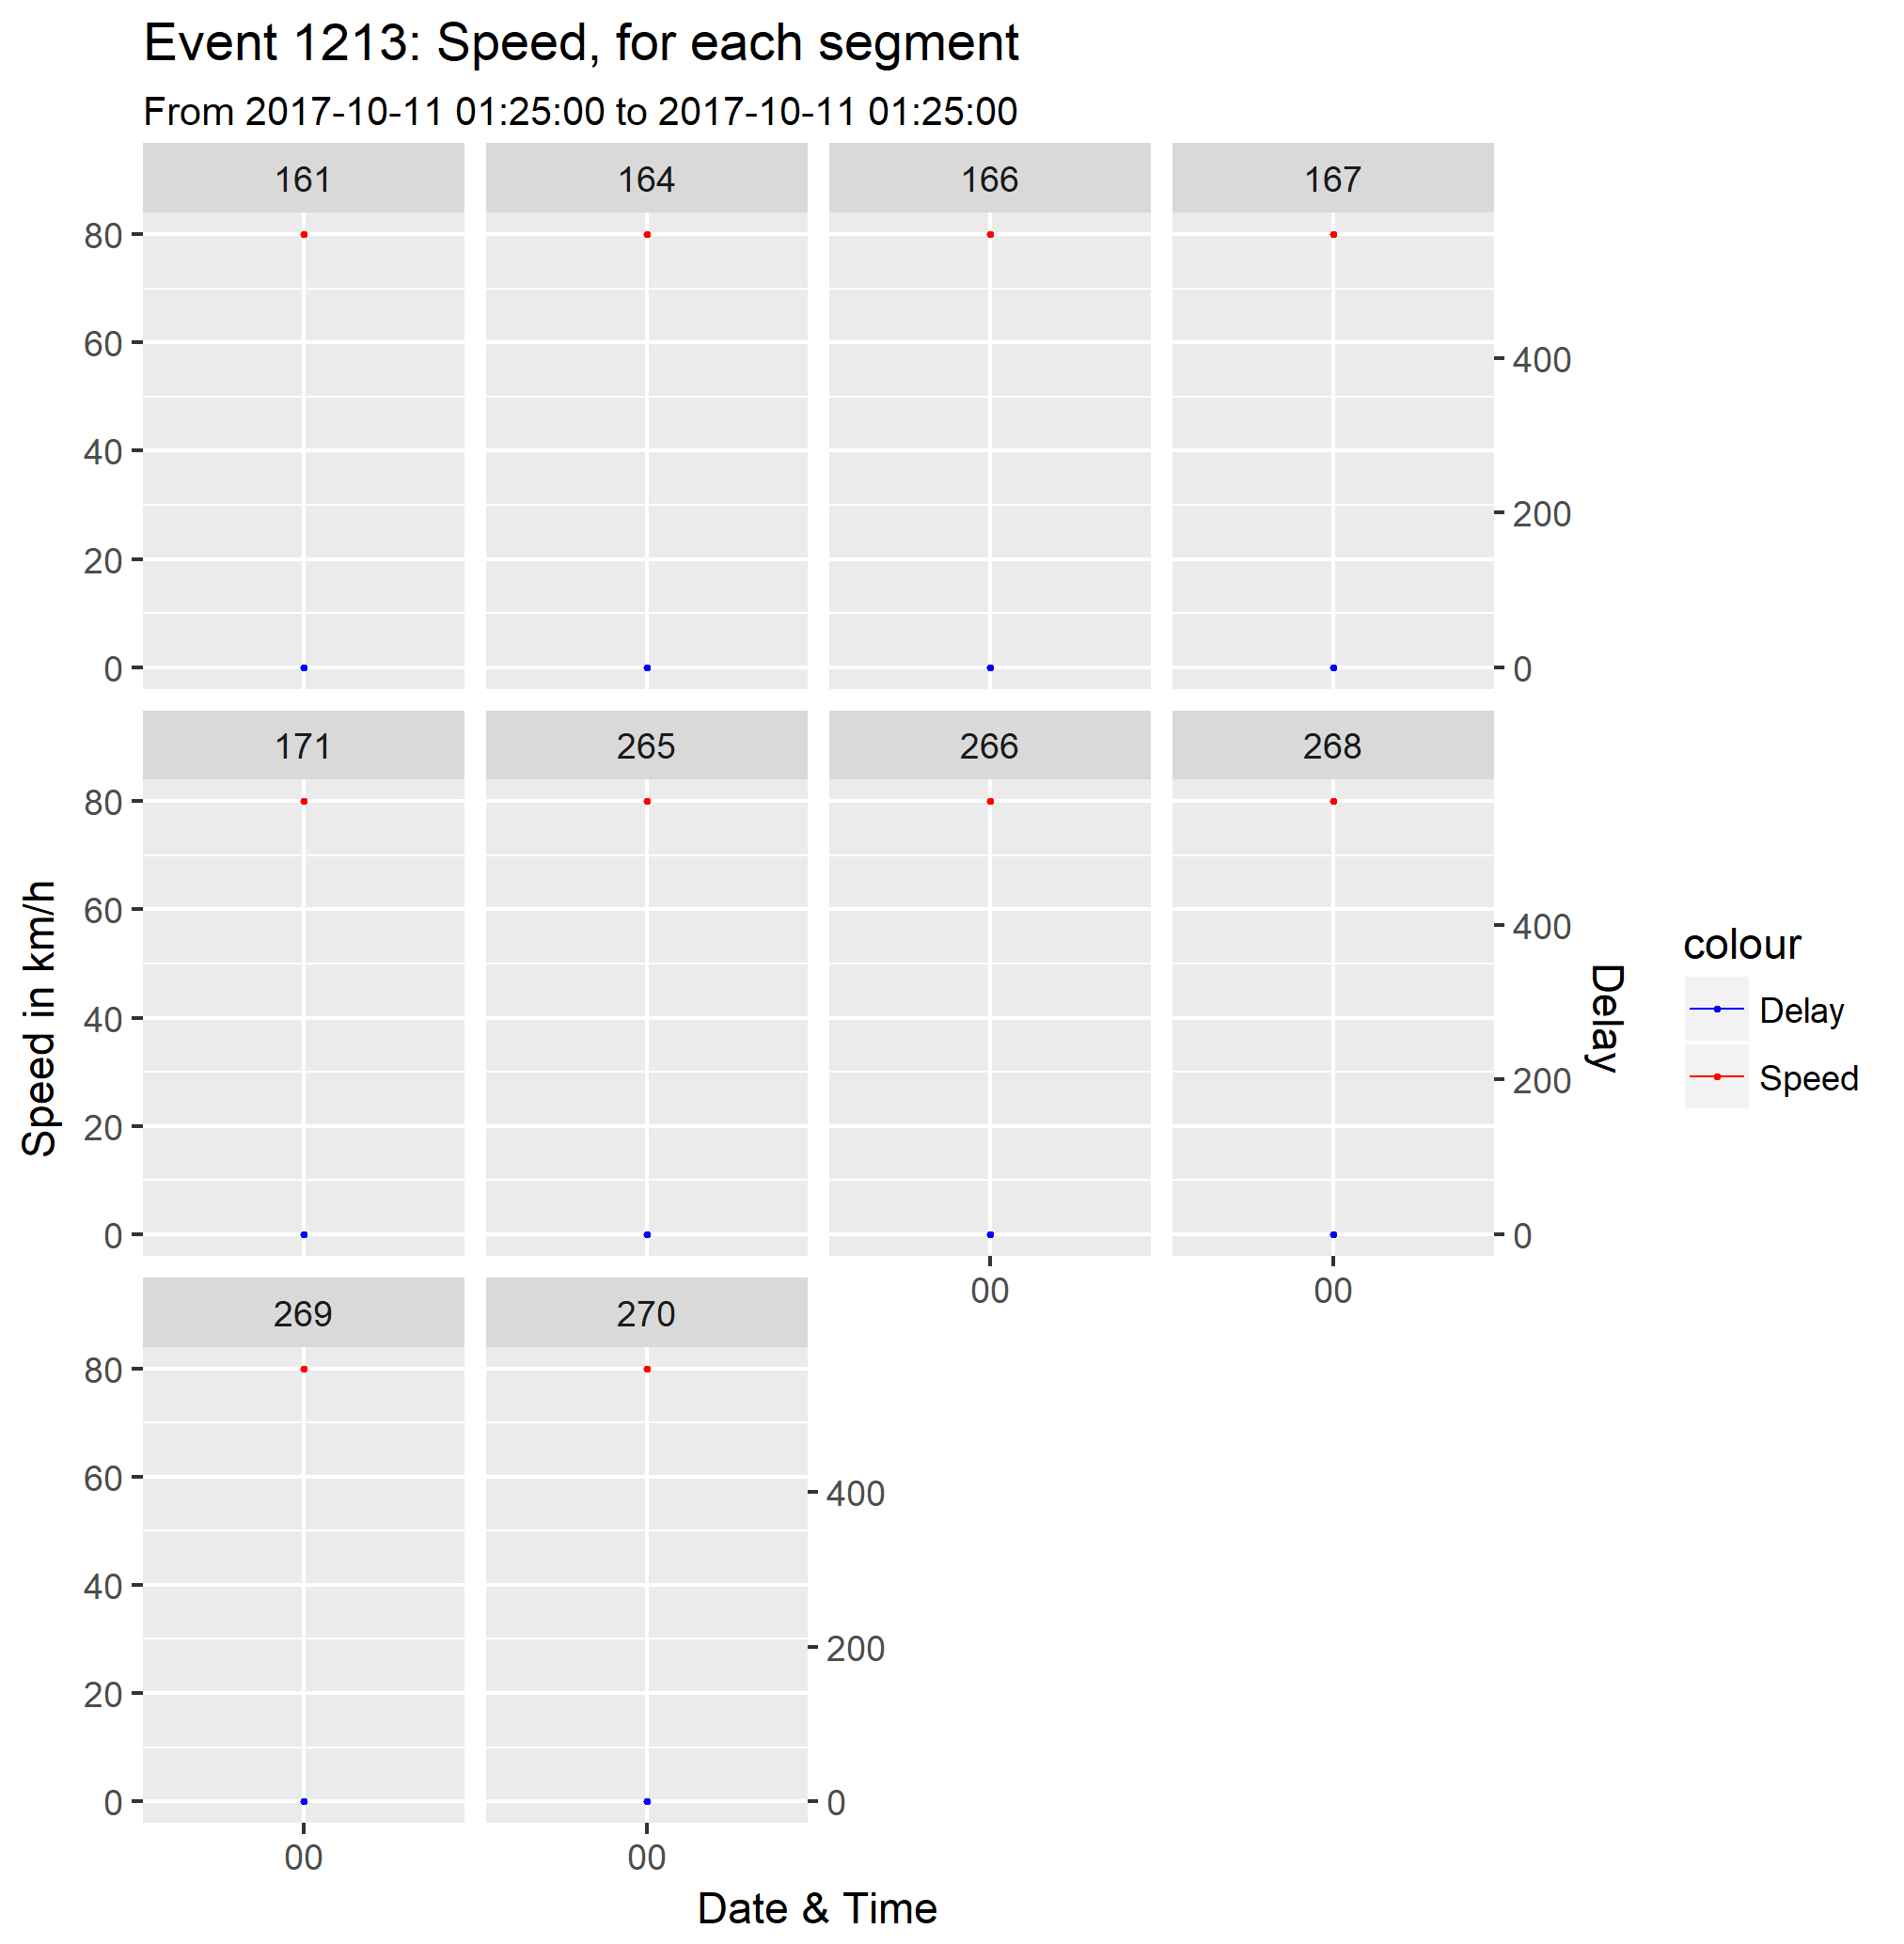 Event 1213: Speed, for each segment
From 2017-10-11 01:25:00 to 2017-10-11 01:25:00
161 164 166 167
80
60
40
20
0
400
200
0
171 265 266 268
80
60
40
20
0
400
200
0
00 00
269 270
80
60
40
20
0
400
200
0
00 00
Date & Time
Speed in km/h
Delay
colour
Delay
Speed